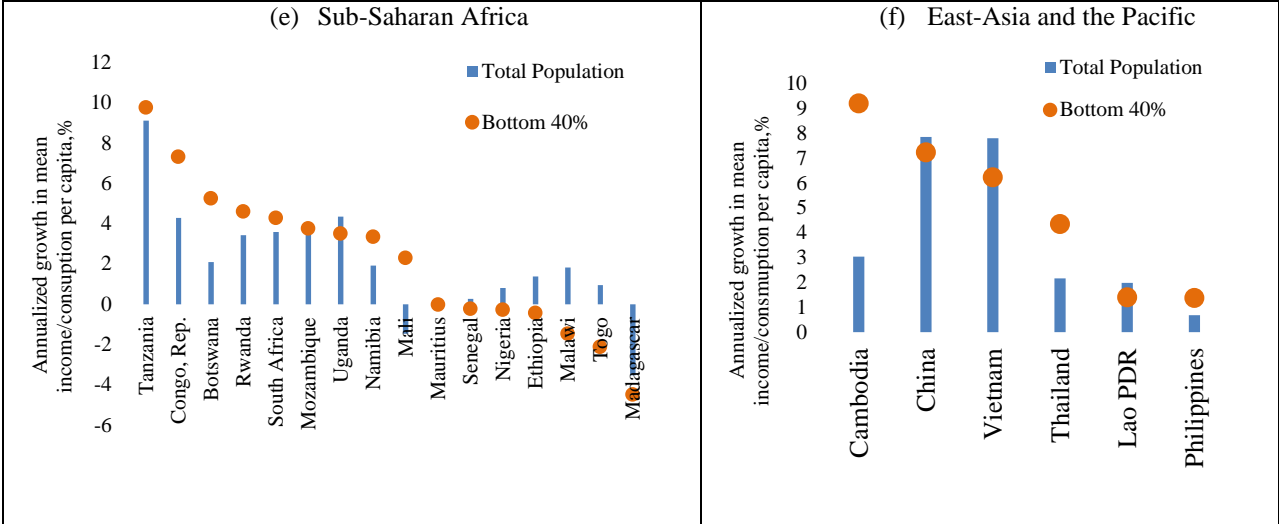 (e) Sub-Saharan Africa
Annualized growth in mean
income/consuption per capita,%
12
10
8
6
4
2
0
-2
-4
-6
Total Population
Bottom 40%
Tanzania
Congo, Rep.
Botswana
Rwanda
South Africa
Mozambique
Uganda
Namibia
Mali
Mauritius
Senegal
Nigeria
Ethiopia
Malawi
Togo
Madagascar
(f) East-Asia and the Pacific
Annualized growth in mean
income/consmuption per capita,%
10
9
8
7
6
5
4
3
2
1
0
Total Population
Bottom 40%
Cambodia
China
Vietnam
Thailand
Lao PDR
Philippines